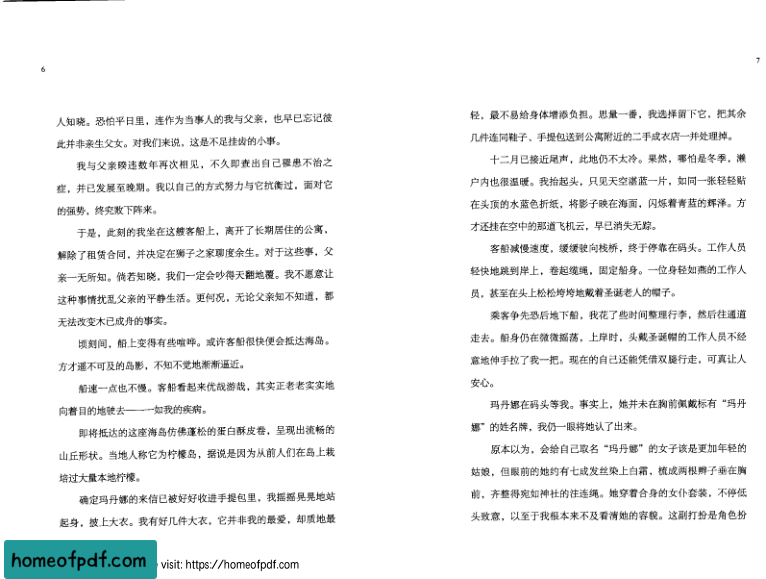 6
人知晓。恐怕平日里，连作为当事人的我与父亲，也早已忘记彼
此并非亲生父女。对我们来说，这是不足挂齿的小事。
我与父亲睽违数年再次相见，不久即查出自己罹患不治之
症，并已发展至晚期。我以自己的方式努力与它抗衡过，面对它
的强势，终究败下阵来。
于是，此刻的我坐在这艘客船上，离开了长期居住的公寓，
解除了租赁合同，并决定在狮子之家聊度余生。对于这些事，父
亲一无所知。倘若知晓，我们一定会吵得天翻地覆。我不愿意让
这种事情扰乱父亲的平静生活。更何况，无论父亲知不知道，都
无法改变木已成舟的事实。
顷刻间，船上变得有些喧哗。或许客船很快便会抵达海岛。
方才遥不可及的岛影，不知不觉地渐渐逼近。
船速一点也不慢。客船看起来优哉游哉，其实正老老实实地
向着目的地驶去——一如我的疾病。
即将抵达的这座海岛仿佛蓬松的蛋白酥皮卷，呈现出流畅的
山丘形状。当地人称它为柠檬岛，据说是因为从前人们在岛上栽
培过大量本地柠檬。
确定玛丹娜的来信已被好好收进手提包里，我摇摇晃晃地站
起身，披上大衣。我有好几件大衣，它并非我的最爱，却质地最
7
轻，最不易给身体增添负担。思量一番，我选择留下它，把其余
几件连同鞋子、手提包送到公寓附近的二手成衣店一并处理掉。
十二月已接近尾声，此地仍不太冷。果然，哪怕是冬季，濑
户内也很温暖。我抬起头，只见天空湛蓝一片，如同一张轻轻贴
在头顶的水蓝色折纸，将影子映在海面，闪烁着青蓝的辉泽。方
才还挂在空中的那道飞机云，早已消失无踪。
客船减慢速度，缓缓驶向栈桥，终于停靠在码头。工作人员
轻快地跳到岸上，卷起缆绳，固定船身。一位身轻如燕的工作人
员，甚至在头上松松垮垮地戴着圣诞老人的帽子。
乘客争先恐后地下船，我花了些时间整理行李，然后往通道
走去。船身仍在微微摇荡，上岸时，头戴圣诞帽的工作人员不经
意地伸手拉了我一把。现在的自己还能凭借双腿行走，可真让人
安心。
玛丹娜在码头等我。事实上，她并未在胸前佩戴标有“玛丹
娜”的姓名牌，我仍一眼将她认了出来。
原本以为，会给自己取名“玛丹娜”的女子该是更加年轻的
姑娘，但眼前的她约有七成发丝染上白霜，梳成两根辫子垂在胸
前，齐整得宛如神社的注连绳。她穿着合身的女仆套装，不停低
头致意，以至于我根本来不及看清她的容貌。这副打扮是角色扮
homeofpdf.com
visit: https://homeofpdf.com